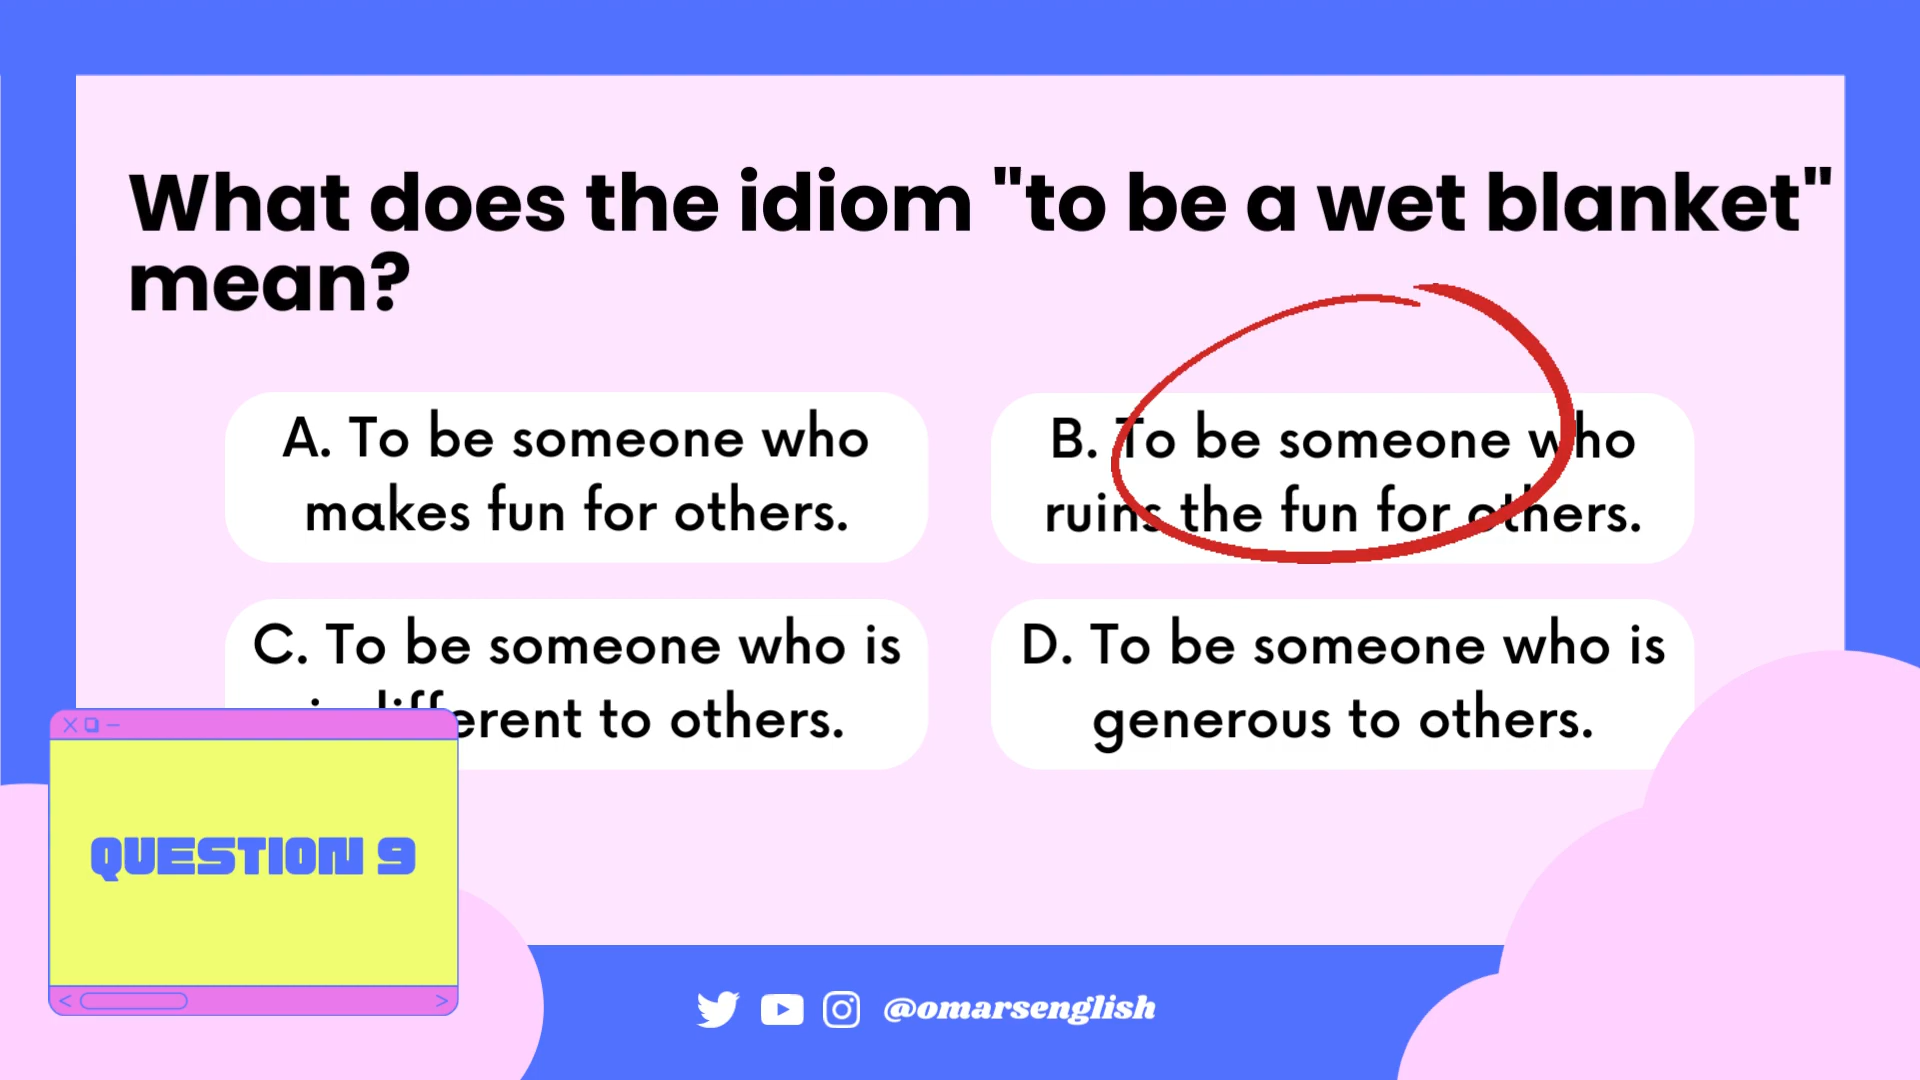 What does the idiom "to be a wet blanket"
mean?
A. To be someone who
makes fun for others.
B. To be someone who
ruins the fun for others.
C. To be someone who is
to others.
D. To be someone who is
generous to others.
QUESTION 9
@omarsenglish